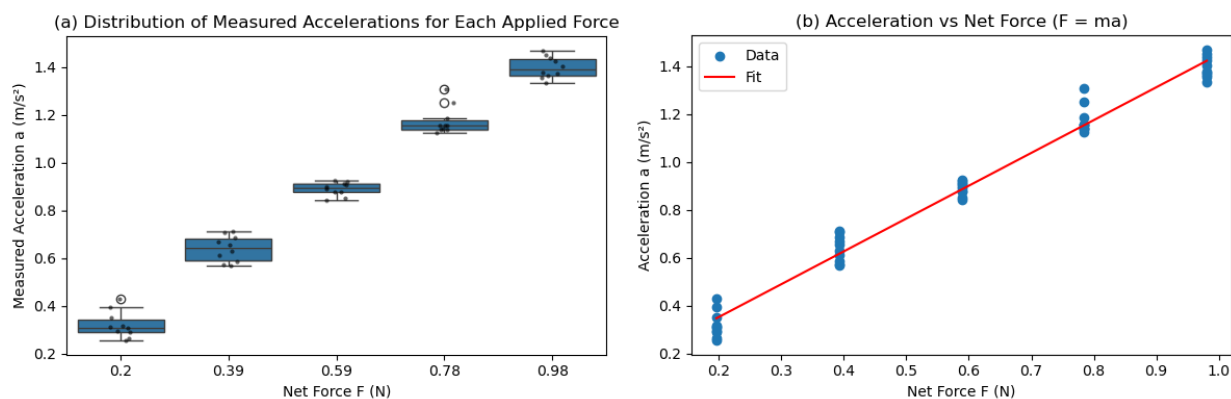 (a) Distribution of Measured Accelerations for Each Applied Force
Measured Acceleration a (m/s²)
1.4
1.2
1.0
0.8
0.6
0.4
0.2
0.2 0.39 0.59 0.78 0.98
Net Force F (N)
(b) Acceleration vs Net Force (F = ma)
Data
Fit
Acceleration a (m/s²)
1.4
1.2
1.0
0.8
0.6
0.4
0.2
0.2 0.3 0.4 0.5 0.6 0.7 0.8 0.9 1.0
Net Force F (N)